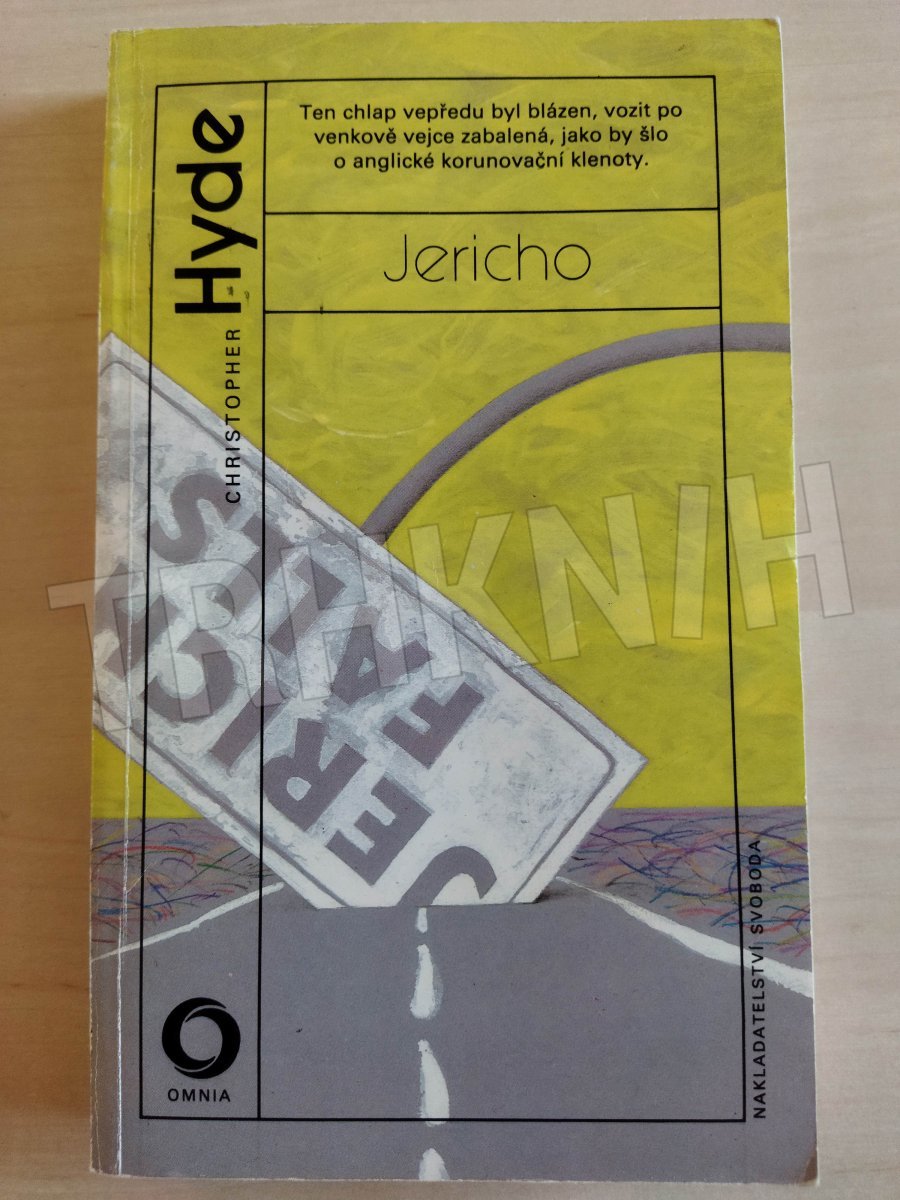 Hyde
CHRISTOPHER
Ten chlap vepředu byl blázen, vozit po
venkově vejce zabalená, jako by šlo
o anglické korunovační klenoty.
Jericho
TRHKNIH
OMNIA
NAKLADATELSTVÍ SVOBODA